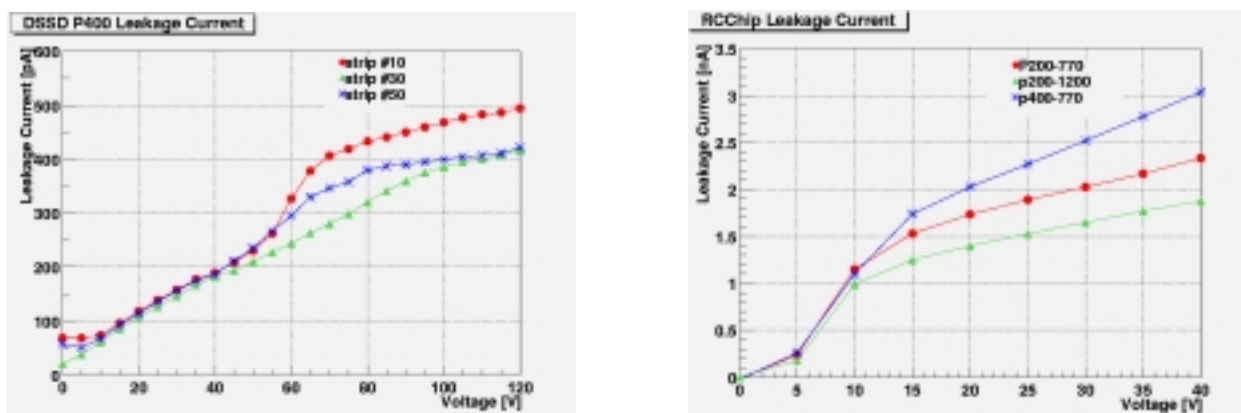 DSSD P400 Leakage Current
Leakage Current [pA]
600
500
400
300
200
100
0
strip #10
strip #30
strip #50
0 20 40 60 80 100 120
Voltage [V]
RCChip Leakage Current
Leakage Current [nA]
3.5
3
2.5
2
1.5
1
0.5
0
P200-770
p200-1200
p400-770
0 5 10 15 20 25 30 35 40
Voltage [V]